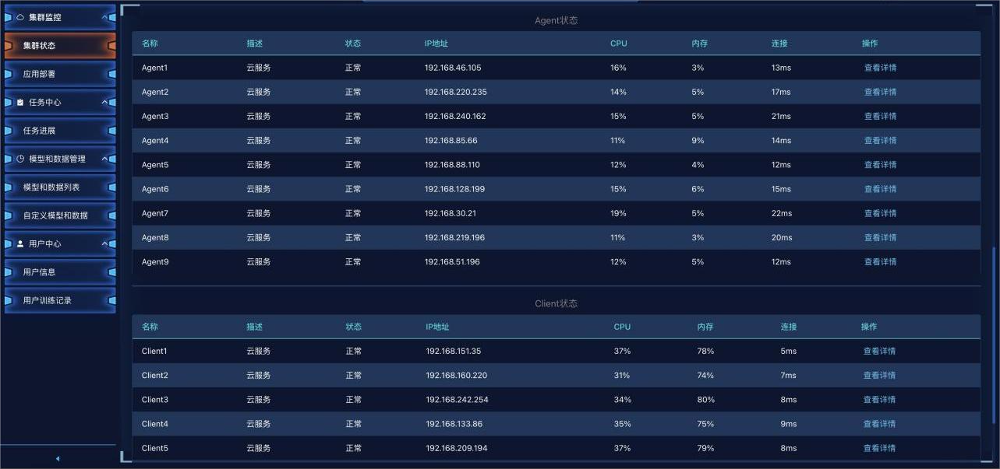 集群监控
集群状态
应用部署
任务中心
任务进展
模型和数据管理
模型和数据列表
自定义模型和数据
用户中心
用户信息
用户训练记录
Agent状态
名称 描述 状态 IP地址 CPU 内存 连接 操作
Agent1 云服务 正常 192.168.46.105 16% 3% 13ms 查看详情
Agent2 云服务 正常 192.168.220.235 14% 5% 17ms 查看详情
Agent3 云服务 正常 192.168.240.162 15% 5% 21ms 查看详情
Agent4 云服务 正常 192.168.85.66 11% 9% 14ms 查看详情
Agent5 云服务 正常 192.168.88.110 12% 4% 12ms 查看详情
Agent6 云服务 正常 192.168.128.199 15% 6% 15ms 查看详情
Agent7 云服务 正常 192.168.30.21 19% 5% 22ms 查看详情
Agent8 云服务 正常 192.168.219.196 11% 3% 20ms 查看详情
Agent9 云服务 正常 192.168.51.196 12% 5% 12ms 查看详情
Client状态
名称 描述 状态 IP地址 CPU 内存 连接 操作
Client1 云服务 正常 192.168.151.35 37% 78% 5ms 查看详情
Client2 云服务 正常 192.168.160.220 31% 74% 7ms 查看详情
Client3 云服务 正常 192.168.242.254 34% 80% 8ms 查看详情
Client4 云服务 正常 192.168.133.86 35% 75% 9ms 查看详情
Client5 云服务 正常 192.168.209.194 37% 79% 8ms 查看详情